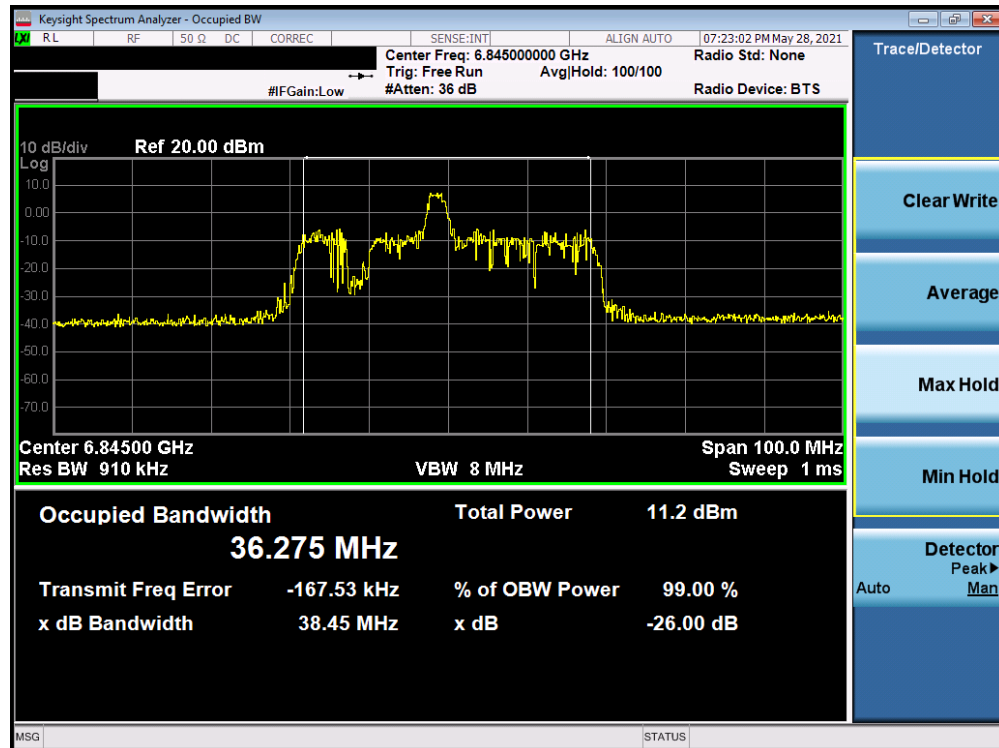 Keysight Spectrum Analyzer - Occupied BW
LXI RL RF 50 Ω DC CORREC SENSE:INT ALIGN AUTO 07:23:02 PM May 28, 2021
Center Freq: 6.845000000 GHz Radio Std: None
Trig: Free Run Avg|Hold: 100/100
#IFGain:Low #Atten: 36 dB Radio Device: BTS
Trace/Detector
10 dB/div Ref 20.00 dBm
Log
10.0
0.00
-10.0
-20.0
-30.0
-40.0
-50.0
-60.0
-70.0
Center 6.84500 GHz Span 100.0 MHz
Res BW 910 kHz VBW 8 MHz Sweep 1 ms
Occupied Bandwidth Total Power 11.2 dBm
36.275 MHz
Transmit Freq Error -167.53 kHz % of OBW Power 99.00 %
x dB Bandwidth 38.45 MHz x dB -26.00 dB
Clear Write
Average
Max Hold
Min Hold
Detector
Peak▶
Auto Man
MSG STATUS